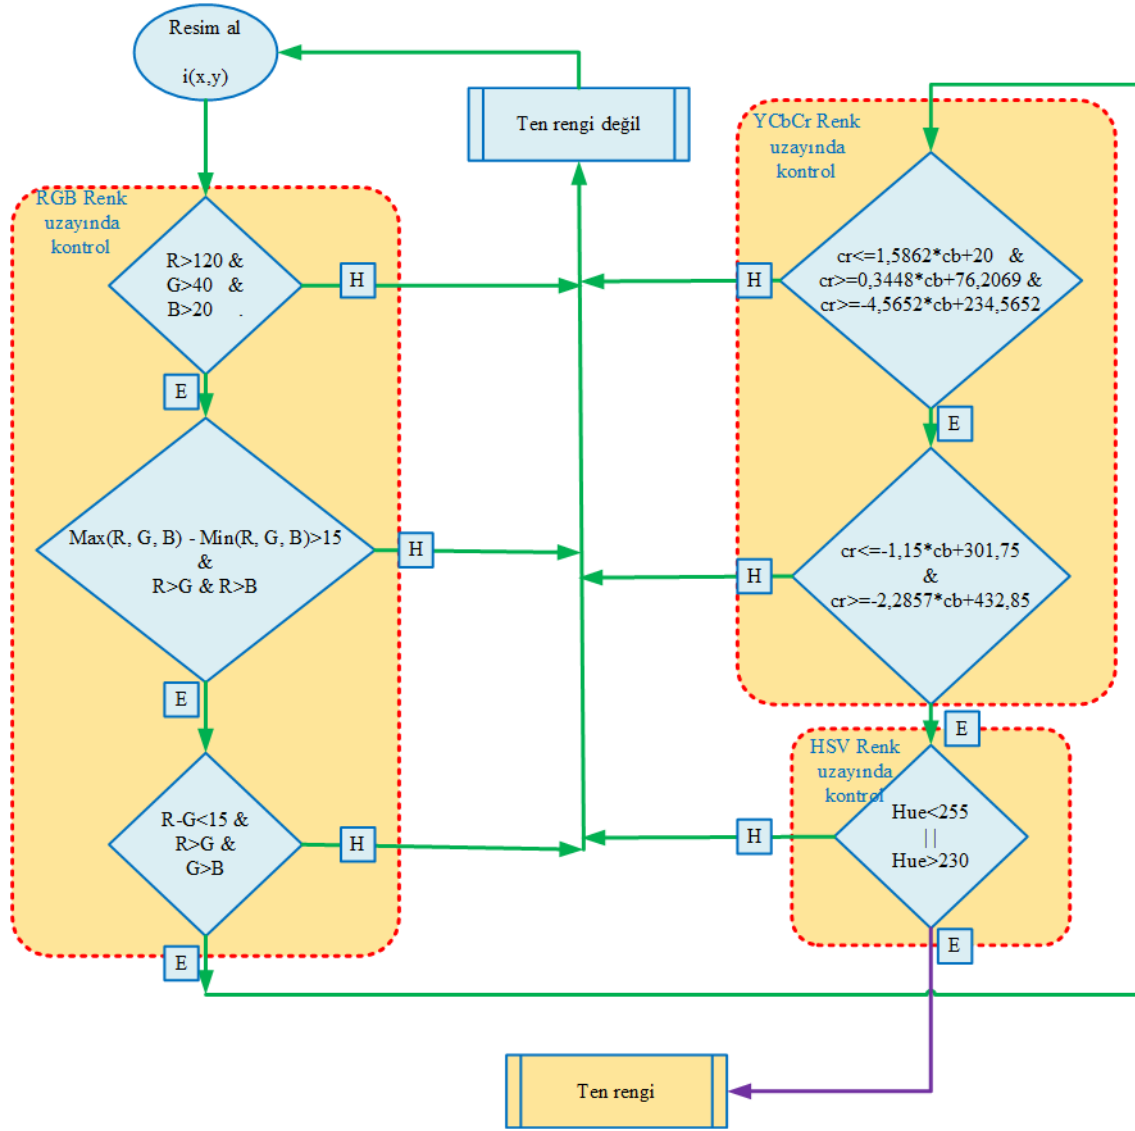 Resim al
i(x,y)
Ten rengi değil
RGB Renk
uzayında
kontrol
R>120 &
G>40 &
B>20 .
H
E
Max(R, G, B) - Min(R, G, B)>15
&
R>G & R>B
H
E
R-G<15 &
R>G &
G>B
H
E
YCbCr Renk
uzayında
kontrol
cr<=1,5862*cb+20 &
cr>=0,3448*cb+76,2069 &
cr>=-4,5652*cb+234,5652
H
E
cr<=-1,15*cb+301,75
&
cr>=-2,2857*cb+432,85
H
E
HSV Renk
uzayında
kontrol
Hue<255
||
Hue>230
H
E
Ten rengi